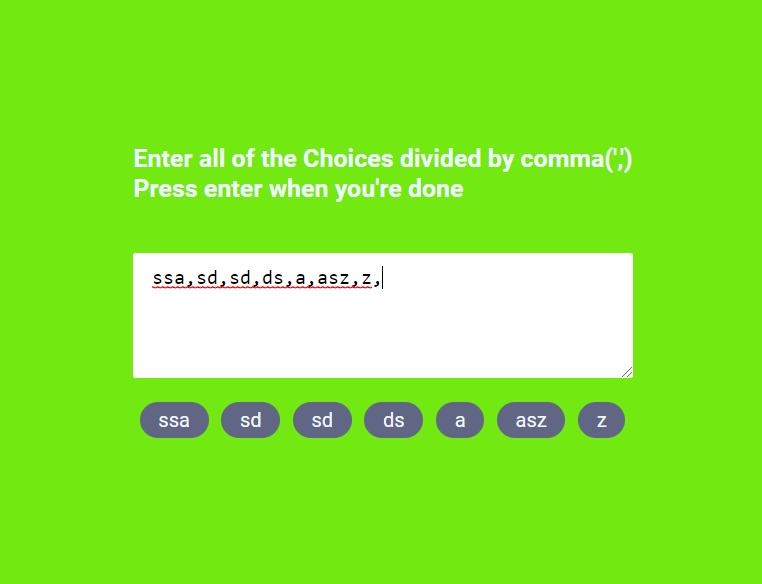 Enter all of the Choices divided by comma(',')
Press enter when you're done
ssa,sd,sd,ds,a,asz,z,
ssa sd sd ds a asz z